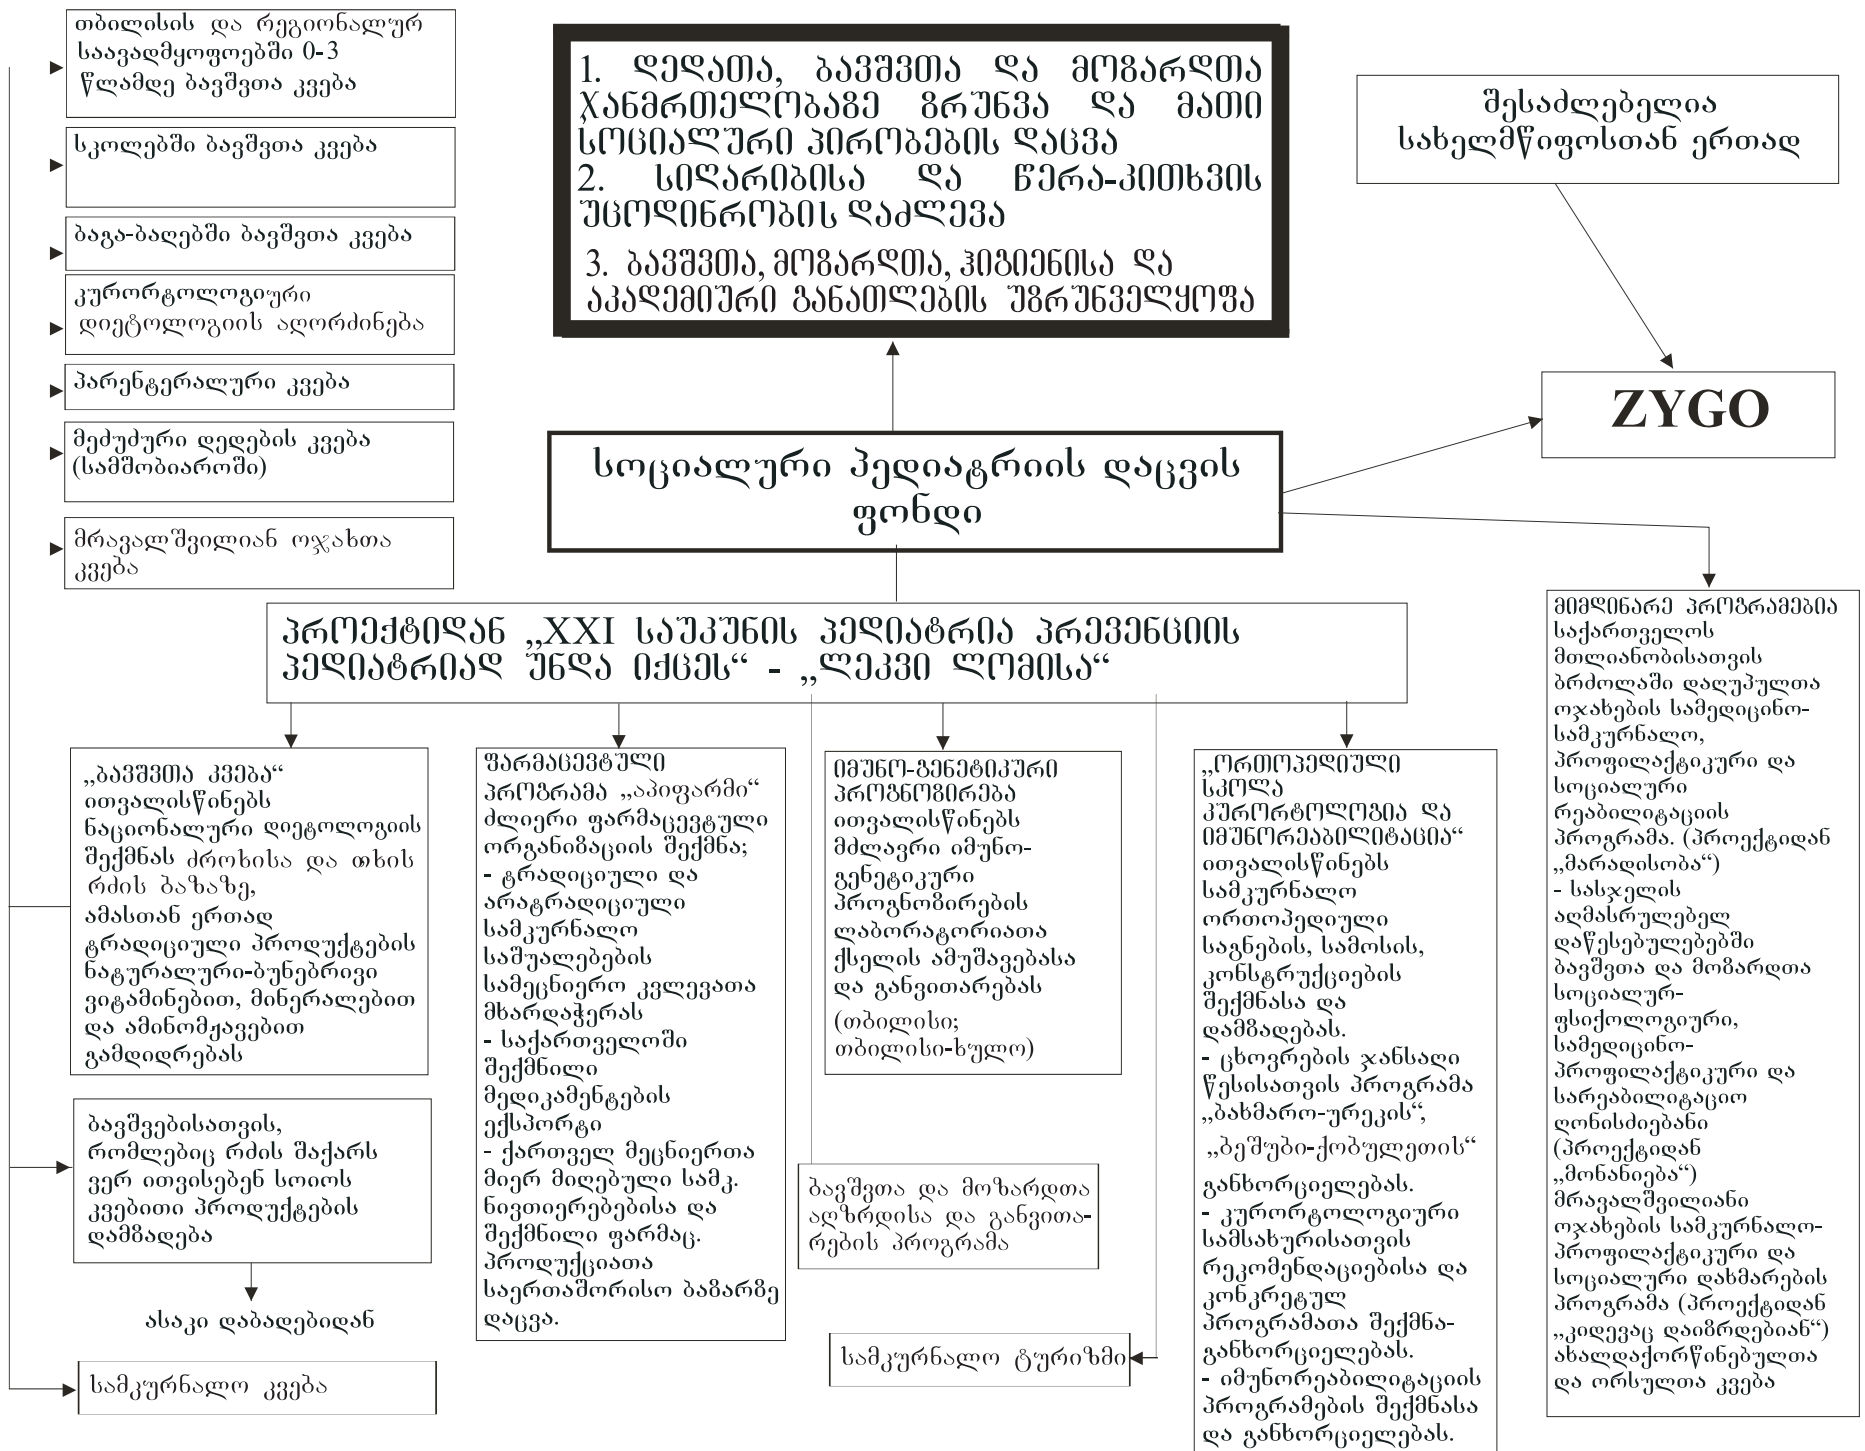 თბილისის და რეგიონალურ
საავადმყოფოებში 0-3
წლამდე ბავშვთა კვება
სკოლებში ბავშვთა კვება
ბაგა-ბაღებში ბავშვთა კვება
კურორტოლოგიური
დიეტოლოგიის აღორძინება
პარენტერალური კვება
მეძუძური დედების კვება
(სამშობიაროში)
მრავალშვილიან ოჯახთა
კვება
1. დედათა, ბავშვთა და მოზარდთა
ჯანმრთელობაზე ზრუნვა და მათი
სოციალური პირობების დაცვა
2. სიღარიბისა და წერა-კითხვის
უცოდინრობის დაძლევა
3. ბავშვთა, მოზარდთა, ჰიგიენისა და
აკადემიური განათლების უზრუნველყოფა
შესაძლებელია
სახელმწიფოსთან ერთად
ZYGO
სოციალური პედიატრიის დაცვის
ფონდი
პროექტიდან „XXI საუკუნის პედიატრია პრევენციის
პედიატრიად უნდა იქცეს“ - „ლეკვი ლომისა“
„ბავშვთა კვება“
ითვალისწინებს
ნაციონალური დიეტოლოგიის
შექმნას ძროხისა და თხის
რძის ბაზაზე,
ამასთან ერთად
ტრადიციული პროდუქტების
ნატურალური-ბუნებრივი
ვიტამინებით, მინერალებით
და ამინომჟავებით
გამდიდრებას
ბავშვებისათვის,
რომლებიც რძის შაქარს
ვერ ითვისებენ სოიოს
კვებითი პროდუქტების
დამზადება
ასაკი დაბადებიდან
სამკურნალო კვება
ფარმაცევტული
პროგრამა „აპიფარმი“
ძლიერი ფარმაცევტული
ორგანიზაციის შექმნა;
- ტრადიციული და
არატრადიციული
სამკურნალო
საშუალებების
სამეცნიერო კვლევათა
მხარდაჭერას
- საქართველოში
შექმნილი
მედიკამენტების
ექსპორტი
- ქართველ მეცნიერთა
მიერ მიღებული სამკ.
ნივთიერებებისა და
შექმნილი ფარმაც.
პროდუქციათა
საერთაშორისო ბაზარზე
დაცვა.
იმუნო-გენეტიკური
პროგნოზირება
ითვალისწინებს
მძლავრი იმუნო-
გენეტიკური
პროგნოზირების
ლაბორატორიათა
ქსელის ამუშავებასა
და განვითარებას
(თბილისი;
თბილისი-ხულო)
ბავშვთა და მოზარდთა
აღზრდისა და განვითა-
რების პროგრამა
სამკურნალო ტურიზმი
„ორთოპედიული
სკოლა
კურორტოლოგია და
იმუნორეაბილიტაცია“
ითვალისწინებს
სამკურნალო
ორთოპედიული
საგნების, სამოსის,
კონსტრუქციების
შექმნასა და
დამზადებას.
- ცხოვრების ჯანსაღი
წესისათვის პროგრამა
„ბახმარო-ურეკის“,
„ბეშუბი-ქობულეთის“
განხორციელებას.
- კურორტოლოგიური
სამსახურისათვის
რეკომენდაციებისა და
კონკრეტულ
პროგრამათა შექმნა-
განხორციელებას.
- იმუნორეაბილიტაციის
პროგრამების შექმნასა
და განხორციელებას.
მიმდინარე პროგრამებია
საქართველოს
მთლიანობისათვის
ბრძოლაში დაღუპულთა
ოჯახების სამედიცინო-
სამკურნალო,
პროფილაქტიკური და
სოციალური
რეაბილიტაციის
პროგრამა. (პროექტიდან
„მარადისობა“)
- სასჯელის
აღმასრულებელ
დაწესებულებებში
ბავშვთა და მოზარდთა
სოციალურ-
ფსიქოლოგიური,
სამედიცინო-
პროფილაქტიკური და
სარეაბილიტაციო
ღონისძიებანი
(პროექტიდან
„მონანიება“)
მრავალშვილიანი
ოჯახების სამკურნალო-
პროფილაქტიკური და
სოციალური დახმარების
პროგრამა (პროექტიდან
„კიდევაც დაიზრდებიან“)
ახალდაქორწინებულთა
და ორსულთა კვება